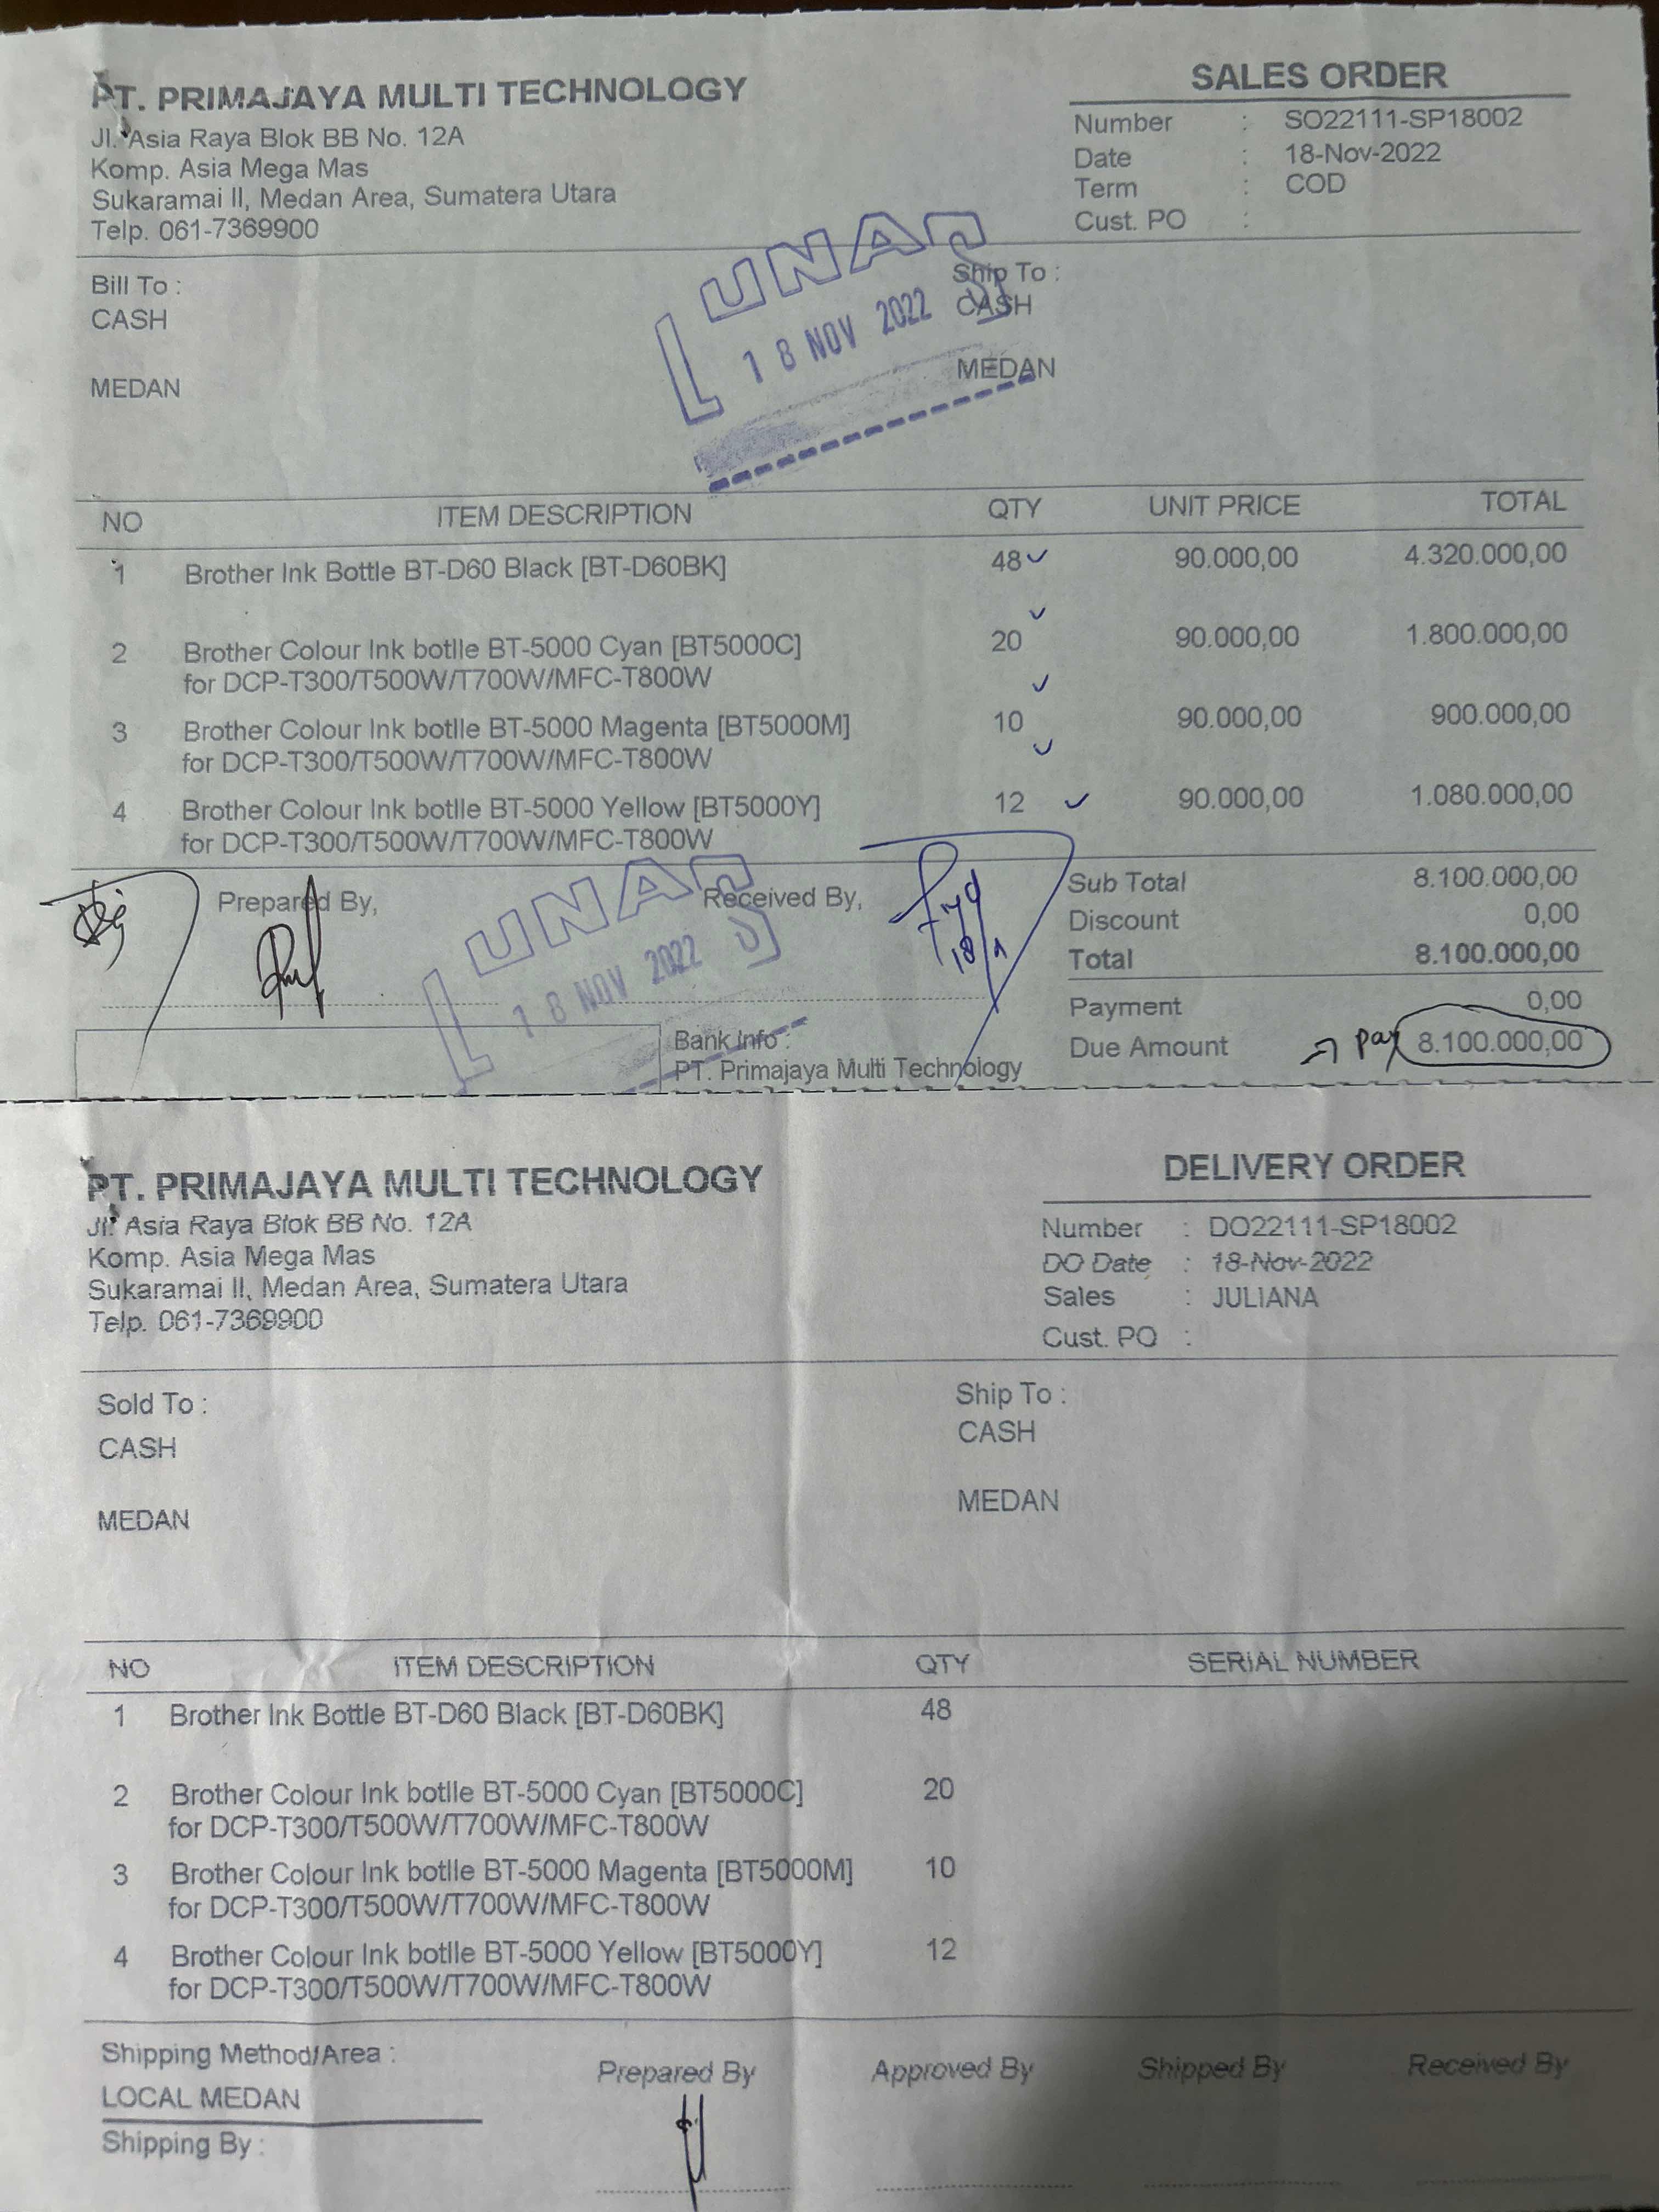 PT. PRIMAJAYA MULTI TECHNOLOGY
Jl. Asia Raya Blok BB No. 12A
Komp. Asia Mega Mas
Sukaramai II, Medan Area, Sumatera Utara
Telp. 061-7369900
SALES ORDER
Number : SO22111-SP18002
Date : 18-Nov-2022
Term : COD
Cust. PO :
Bill To :
CASH
MEDAN
LUNAS
18 NOV 2022
Ship To :
CASH
MEDAN
NO ITEM DESCRIPTION QTY UNIT PRICE TOTAL
1 Brother Ink Bottle BT-D60 Black [BT-D60BK] 48 90.000,00 4.320.000,00
2 Brother Colour Ink botlle BT-5000 Cyan [BT5000C] 20 90.000,00 1.800.000,00
for DCP-T300/T500W/T700W/MFC-T800W
3 Brother Colour Ink botlle BT-5000 Magenta [BT5000M] 10 90.000,00 900.000,00
for DCP-T300/T500W/T700W/MFC-T800W
4 Brother Colour Ink botlle BT-5000 Yellow [BT5000Y] 12 90.000,00 1.080.000,00
for DCP-T300/T500W/T700W/MFC-T800W
Prepared By,
Received By,
LUNAS
18 NOV 2022
Sub Total 8.100.000,00
Discount 0,00
Total 8.100.000,00
Payment 0,00
Due Amount → pay 8.100.000,00
Bank Info :
PT. Primajaya Multi Technology
PT. PRIMAJAYA MULTI TECHNOLOGY
Jl. Asia Raya Blok BB No. 12A
Komp. Asia Mega Mas
Sukaramai II, Medan Area, Sumatera Utara
Telp. 061-7369900
DELIVERY ORDER
Number : DO22111-SP18002
DO Date : 18-Nov-2022
Sales : JULIANA
Cust. PO :
Sold To :
CASH
MEDAN
Ship To :
CASH
MEDAN
NO ITEM DESCRIPTION QTY SERIAL NUMBER
1 Brother Ink Bottle BT-D60 Black [BT-D60BK] 48
2 Brother Colour Ink botlle BT-5000 Cyan [BT5000C] 20
for DCP-T300/T500W/T700W/MFC-T800W
3 Brother Colour Ink botlle BT-5000 Magenta [BT5000M] 10
for DCP-T300/T500W/T700W/MFC-T800W
4 Brother Colour Ink botlle BT-5000 Yellow [BT5000Y] 12
for DCP-T300/T500W/T700W/MFC-T800W
Shipping Method/Area :
LOCAL MEDAN
Shipping By :
Prepared By
Approved By
Shipped By
Received By